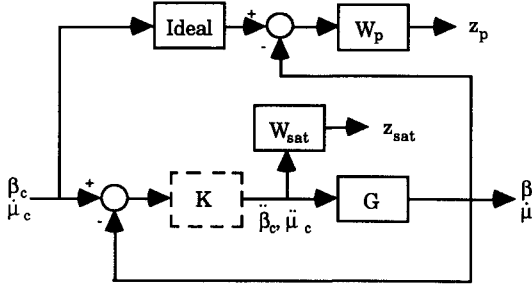 Ideal
+
-
W_p
z_p
W_sat
z_sat
β_c
μ̇_c
+
-
K
β̈_c, μ̈_c
G
β
μ̇